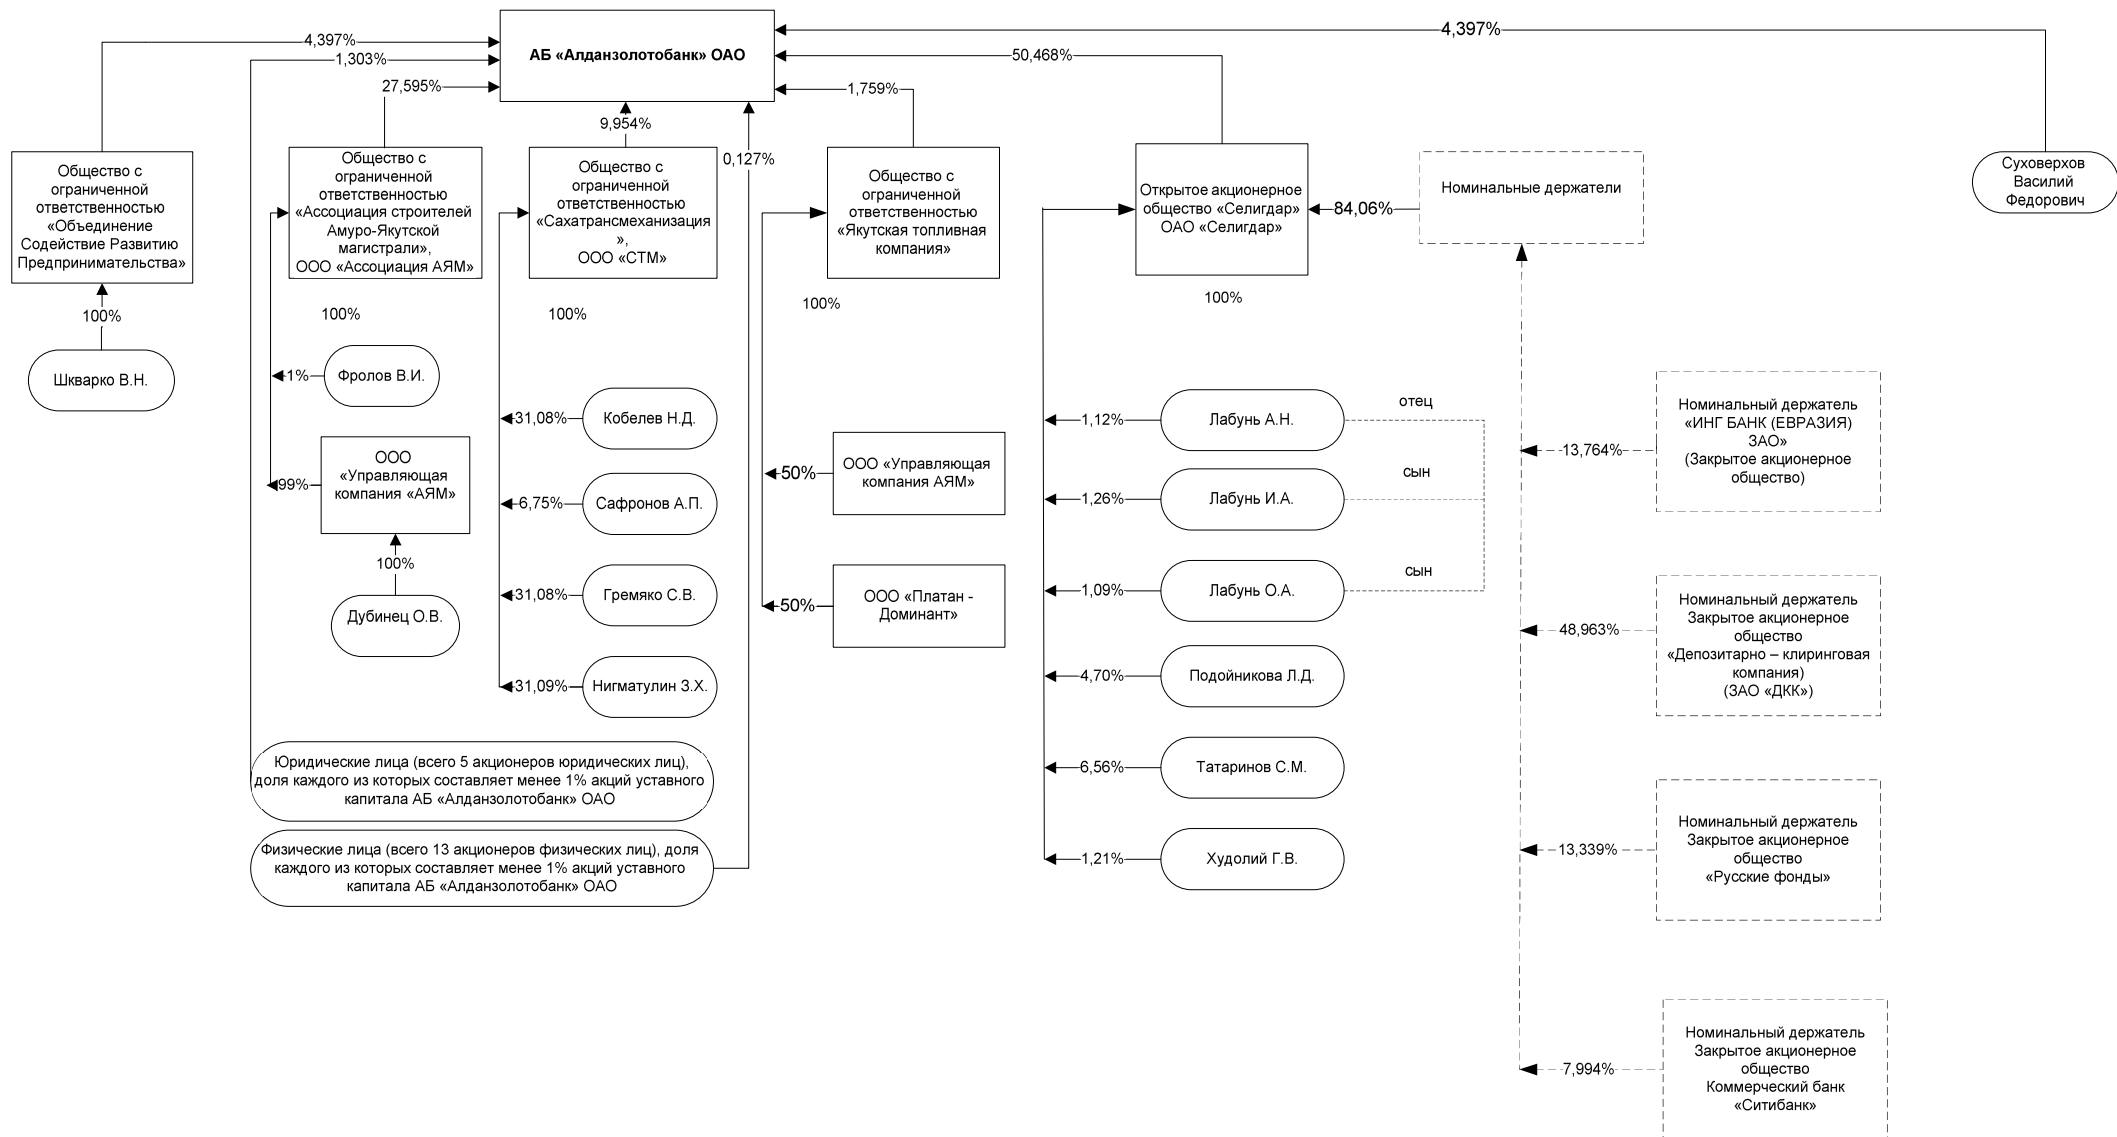 АБ «Алданзолотобанк» ОАО
4,397%
1,303%
27,595%
9,954%
0,127%
1,759%
50,468%
4,397%
Общество с
ограниченной
ответственностью
«Объединение
Содействие Развитию
Предпринимательства»
100%
Шкварко В.Н.
Общество с
ограниченной
ответственностью
«Ассоциация строителей
Амуро-Якутской
магистрали»,
ООО «Ассоциация АЯМ»
100%
1%
Фролов В.И.
99%
ООО
«Управляющая
компания «АЯМ»
100%
Дубинец О.В.
Общество с
ограниченной
ответственностью
«Сахатрансмеханизация
»,
ООО «СТМ»
100%
31,08%
Кобелев Н.Д.
6,75%
Сафронов А.П.
31,08%
Гремяко С.В.
31,09%
Нигматулин З.Х.
Юридические лица (всего 5 акционеров юридических лиц),
доля каждого из которых составляет менее 1% акций уставного
капитала АБ «Алданзолотобанк» ОАО
Физические лица (всего 13 акционеров физических лиц), доля
каждого из которых составляет менее 1% акций уставного
капитала АБ «Алданзолотобанк» ОАО
Общество с
ограниченной
ответственностью
«Якутская топливная
компания»
100%
50%
ООО «Управляющая
компания АЯМ»
50%
ООО «Платан -
Доминант»
Открытое акционерное
общество «Селигдар»
ОАО «Селигдар»
100%
84,06%
Номинальные держатели
1,12%
Лабунь А.Н.
отец
1,26%
Лабунь И.А.
сын
1,09%
Лабунь О.А.
сын
4,70%
Подойникова Л.Д.
6,56%
Татаринов С.М.
1,21%
Худолий Г.В.
13,764%
Номинальный держатель
«ИНГ БАНК (ЕВРАЗИЯ)
ЗАО»
(Закрытое акционерное
общество)
48,963%
Номинальный держатель
Закрытое акционерное
общество
«Депозитарно – клиринговая
компания)
(ЗАО «ДКК»)
13,339%
Номинальный держатель
Закрытое акционерное
общество
«Русские фонды»
7,994%
Номинальный держатель
Закрытое акционерное
общество
Коммерческий банк
«Ситибанк»
Суховерхов
Василий
Федорович